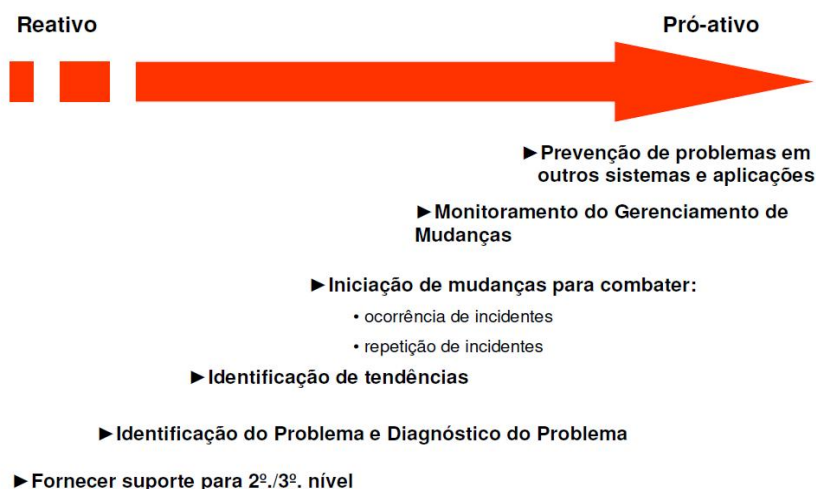 Reativo
Pró-ativo
►Prevenção de problemas em
outros sistemas e aplicações
►Monitoramento do Gerenciamento de
Mudanças
►Iniciação de mudanças para combater:
• ocorrência de incidentes
• repetição de incidentes
►Identificação de tendências
►Identificação do Problema e Diagnóstico do Problema
►Fornecer suporte para 2º./3º. nível